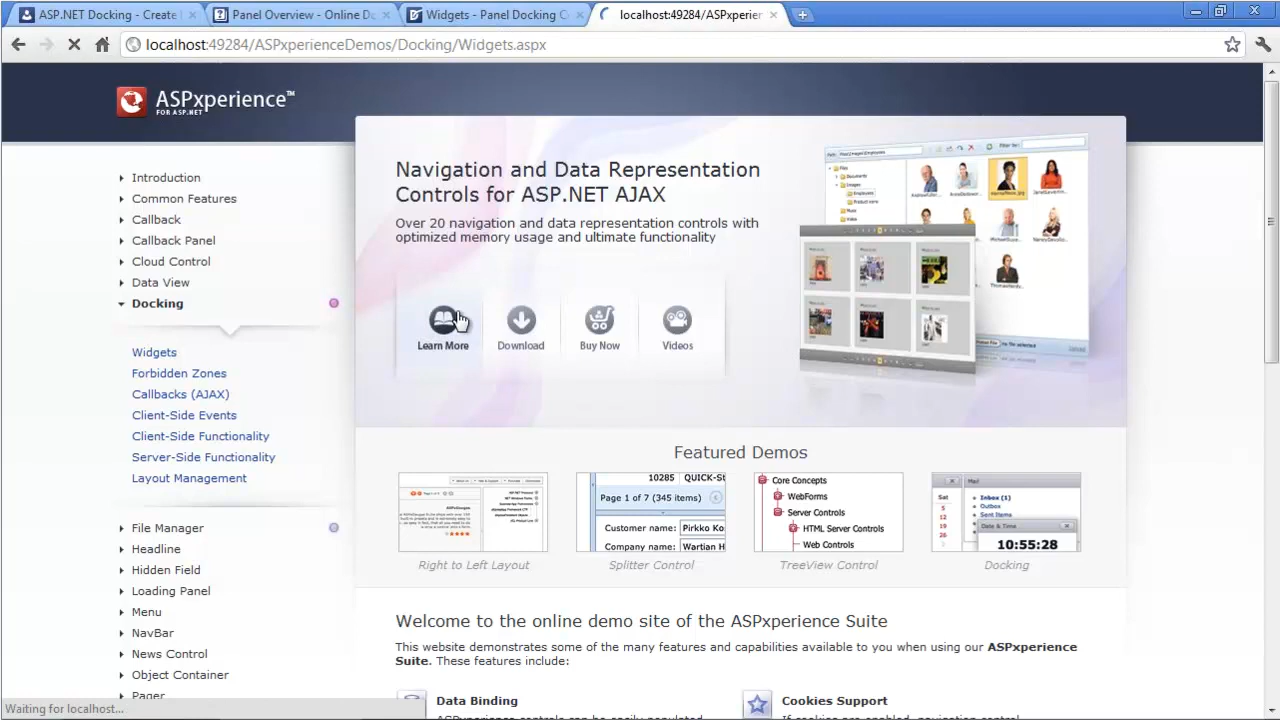 ASP.NET Docking - Create
Panel Overview - Online Do
Widgets - Panel Docking Co
localhost:49284/ASPxperier
localhost:49284/ASPxperienceDemos/Docking/Widgets.aspx
ASPxperience™
FOR ASP.NET
Introduction
Common Features
Callback
Callback Panel
Cloud Control
Data View
Docking
Widgets
Forbidden Zones
Callbacks (AJAX)
Client-Side Events
Client-Side Functionality
Server-Side Functionality
Layout Management
File Manager
Headline
Hidden Field
Loading Panel
Menu
NavBar
News Control
Object Container
Pager
Navigation and Data Representation
Controls for ASP.NET AJAX
Over 20 navigation and data representation controls with
optimized memory usage and ultimate functionality
Learn More
Download
Buy Now
Videos
Featured Demos
10285 QUICK-St
Page 1 of 7 (345 items)
Customer name: Pirkko Ko
Company name: Wartian H
Core Concepts
WebForms
Server Controls
HTML Server Controls
Web Controls
Mail
Sat
5
12
19
26
Inbox (1)
Outbox
Sent Items
Date & Time
10:55:28
Right to Left Layout
Splitter Control
TreeView Control
Docking
Welcome to the online demo site of the ASPxperience Suite
This website demonstrates some of the many features and capabilities available to you when using our ASPxperience
Suite. These features include:
Data Binding
Cookies Support
Waiting for localhost...